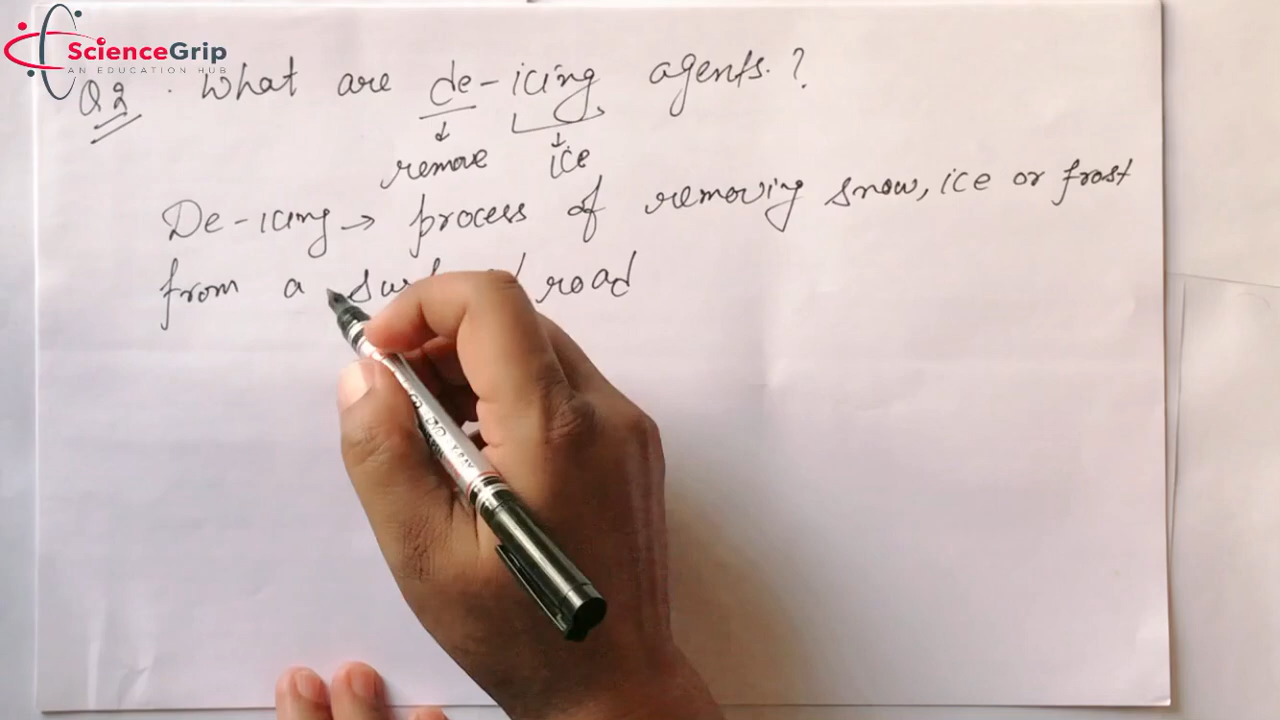 ScienceGrip
AN EDUCATION HUB
Q2. What are de-icing agents.?
remove ice
De-icing → process of removing snow, ice or frost
from a road